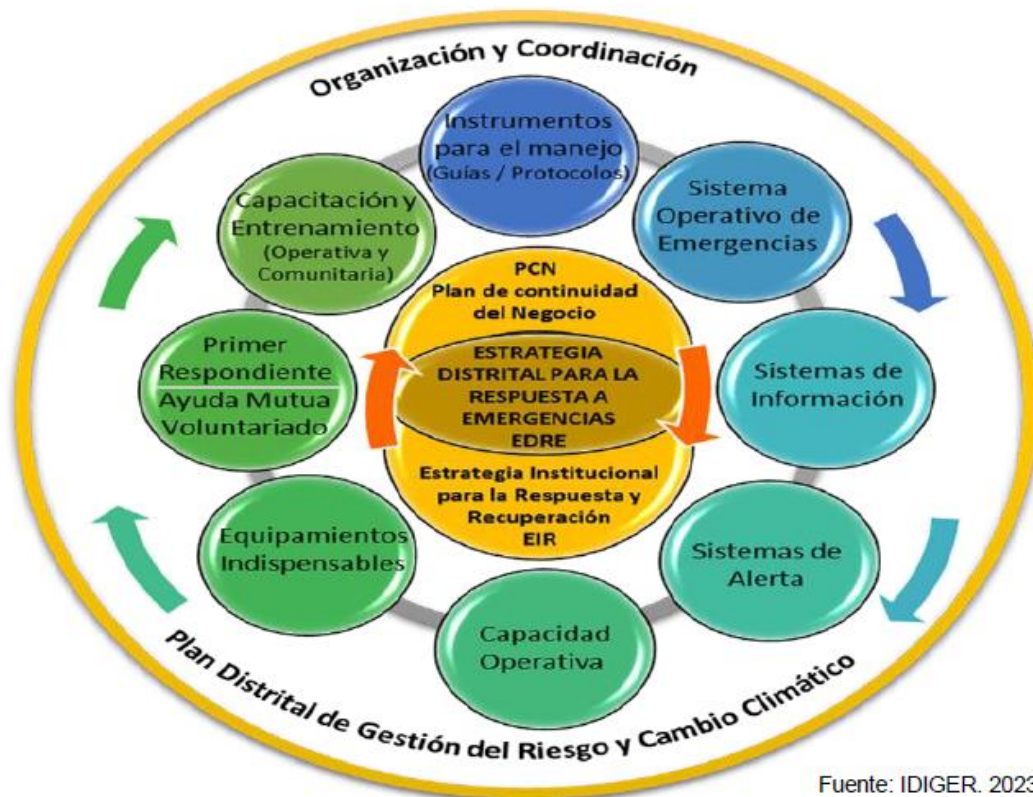 Organización y Coordinación
Instrumentos
para el manejo
(Guías / Protocolos)
Sistema
Operativo de
Emergencias
Sistemas de
Información
Sistemas de
Alerta
Capacidad
Operativa
Equipamientos
Indispensables
Primer
Respondiente
Ayuda Mutua
Voluntariado
Capacitación y
Entrenamiento
(Operativa y
Comunitaria)
PCN
Plan de continuidad
del Negocio
ESTRATEGIA
DISTRITAL PARA LA
RESPUESTA A
EMERGENCIAS
EDRE
Estrategia Institucional
para la Respuesta y
Recuperación
EIR
Plan Distrital de Gestión del Riesgo y Cambio Climático
Fuente: IDIGER. 2023